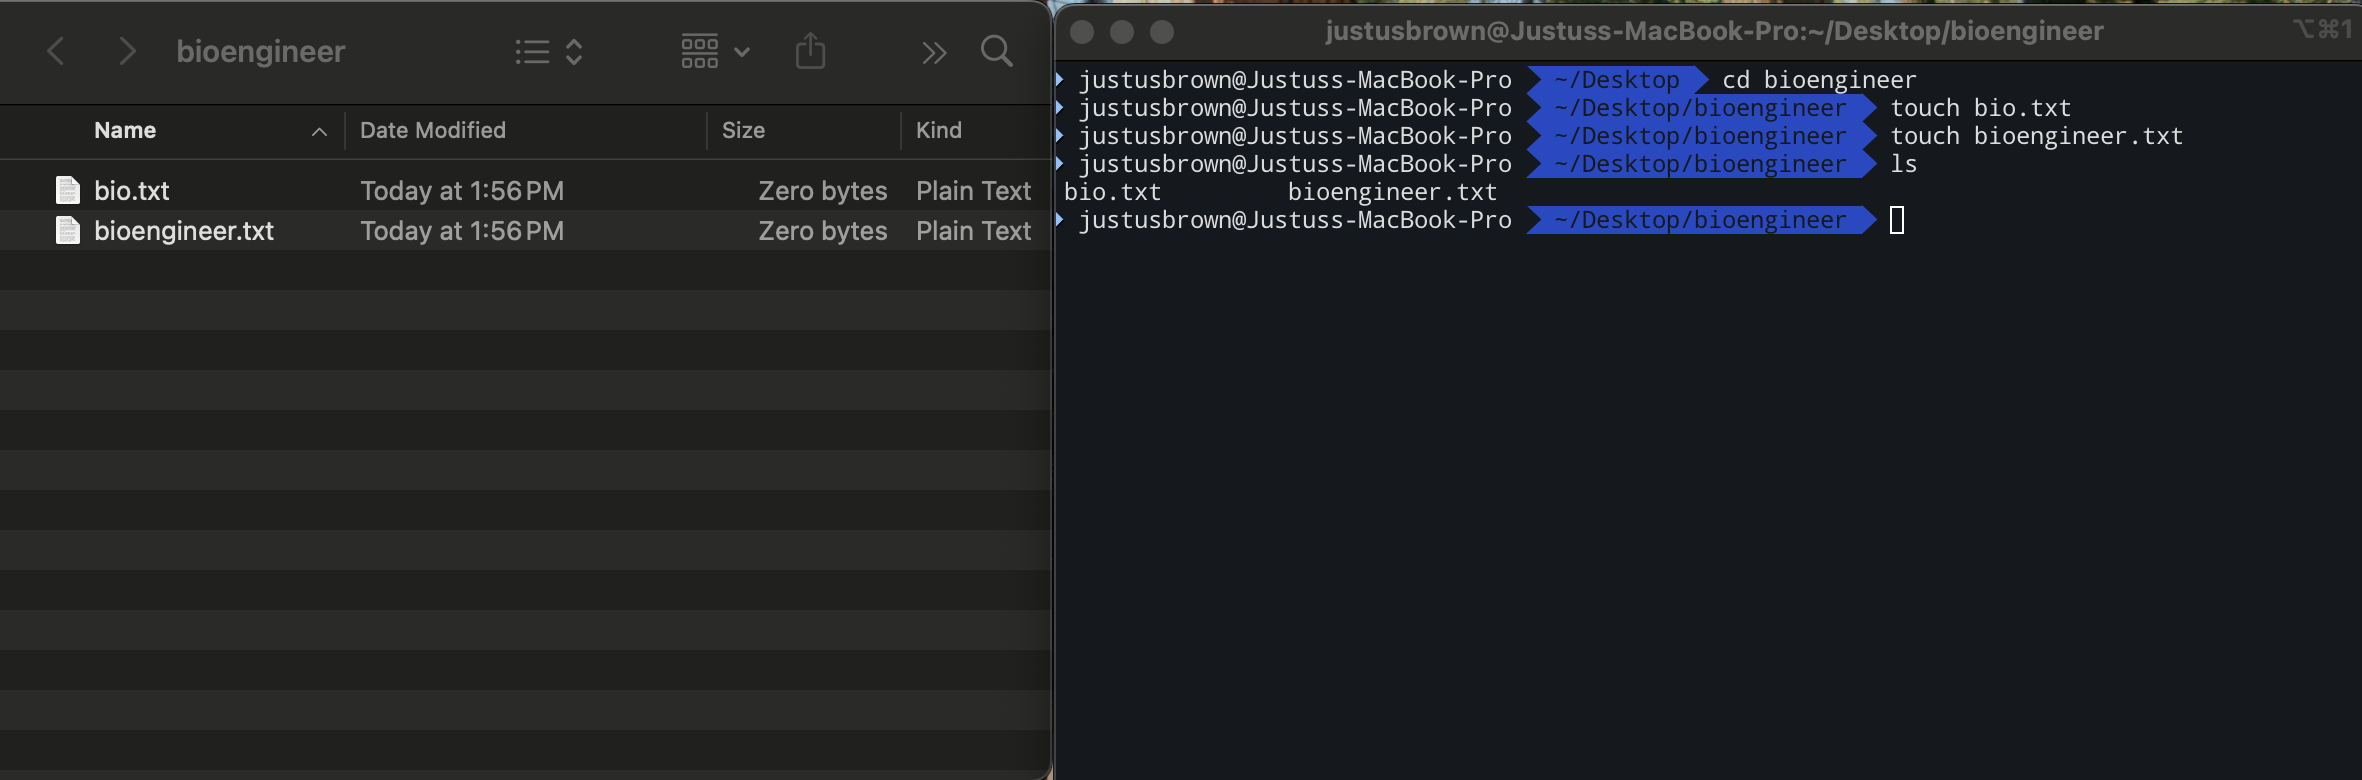 bioengineer
Name Date Modified Size Kind
bio.txt Today at 1:56 PM Zero bytes Plain Text
bioengineer.txt Today at 1:56 PM Zero bytes Plain Text
justusbrown@Justuss-MacBook-Pro:~/Desktop/bioengineer ⌥⌘1
justusbrown@Justuss-MacBook-Pro ~/Desktop cd bioengineer
justusbrown@Justuss-MacBook-Pro ~/Desktop/bioengineer touch bio.txt
justusbrown@Justuss-MacBook-Pro ~/Desktop/bioengineer touch bioengineer.txt
justusbrown@Justuss-MacBook-Pro ~/Desktop/bioengineer ls
bio.txt bioengineer.txt
justusbrown@Justuss-MacBook-Pro ~/Desktop/bioengineer